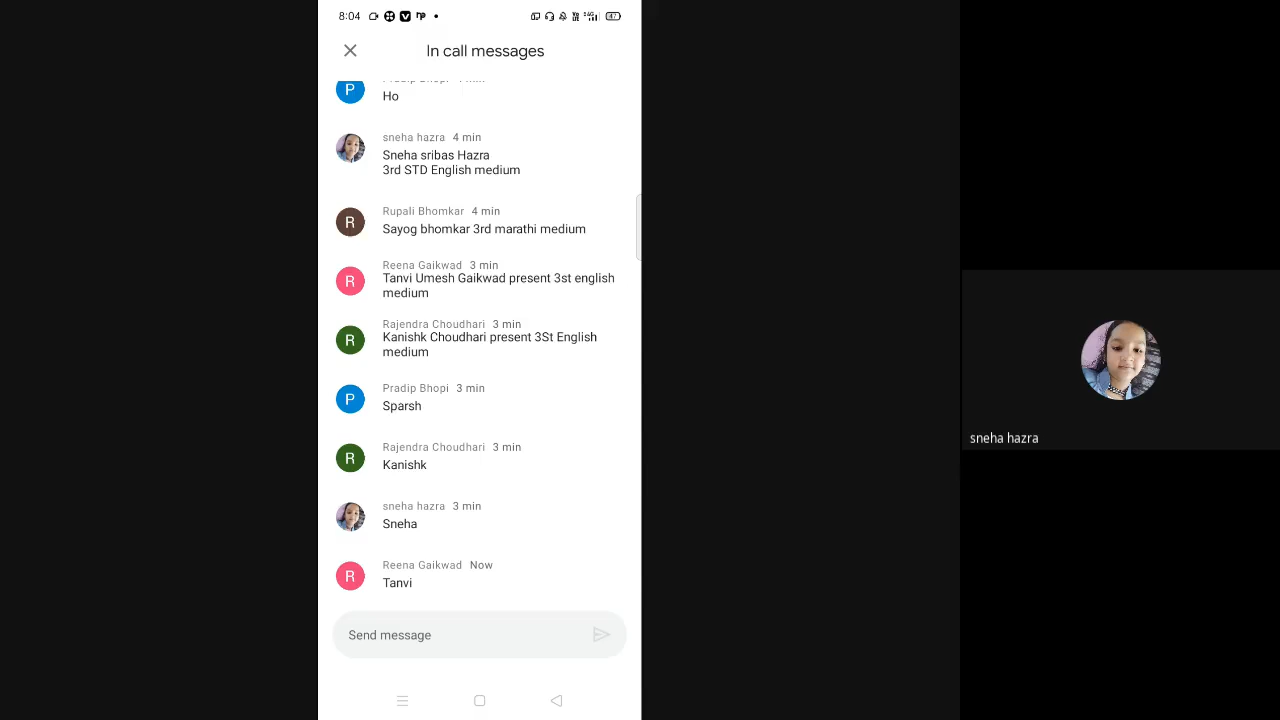 8:04
In call messages
P
Ho
sneha hazra 4 min
Sneha sribas Hazra
3rd STD English medium
R
Rupali Bhomkar 4 min
Sayog bhomkar 3rd marathi medium
R
Reena Gaikwad 3 min
Tanvi Umesh Gaikwad present 3st english
medium
R
Rajendra Choudhari 3 min
Kanishk Choudhari present 3St English
medium
P
Pradip Bhopi 3 min
Sparsh
R
Rajendra Choudhari 3 min
Kanishk
sneha hazra 3 min
Sneha
R
Reena Gaikwad Now
Tanvi
Send message
sneha hazra